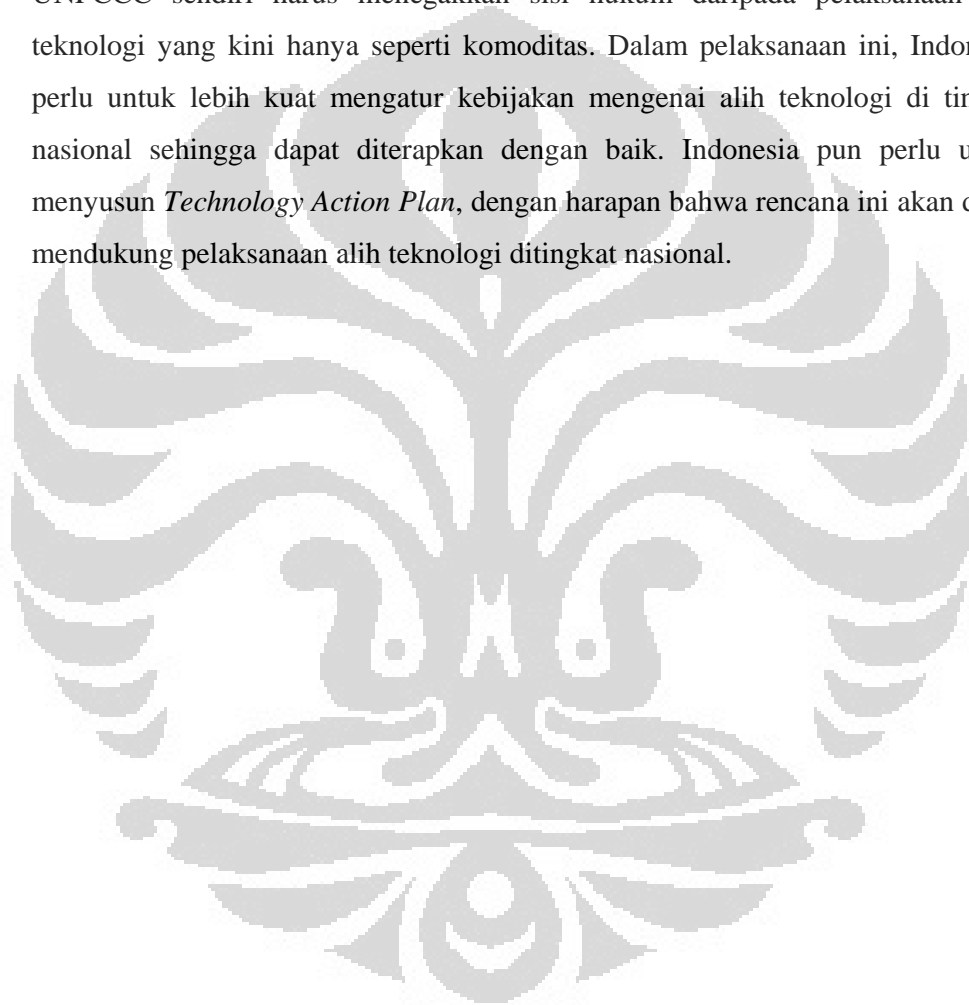 UNFCCC sendiri harus menegakkan sisi hukum daripada pelaksanaan
teknologi yang kini hanya seperti komoditas. Dalam pelaksanaan ini, Indon
perlu untuk lebih kuat mengatur kebijakan mengenai alih teknologi di tin
nasional sehingga dapat diterapkan dengan baik. Indonesia pun perlu u
menyusun Technology Action Plan, dengan harapan bahwa rencana ini akan d
mendukung pelaksanaan alih teknologi ditingkat nasional.